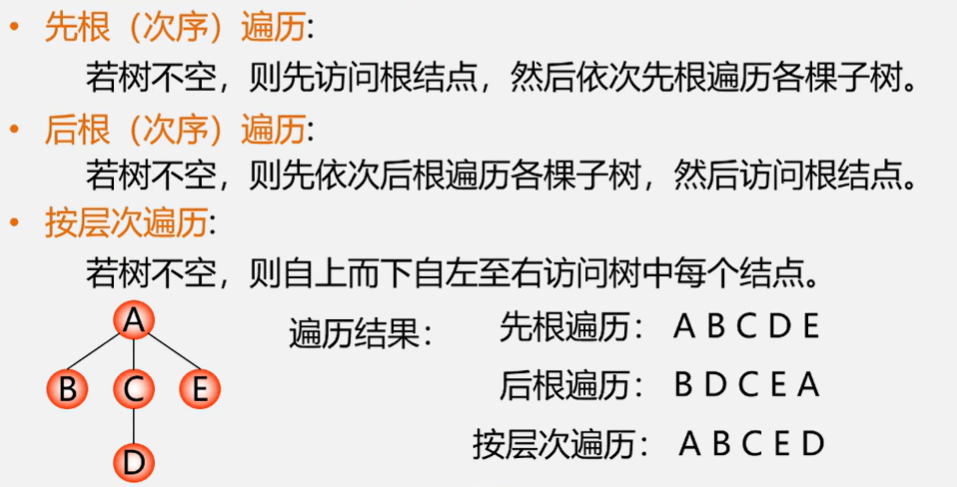 • 先根（次序）遍历:
若树不空，则先访问根结点，然后依次先根遍历各棵子树。
• 后根（次序）遍历:
若树不空，则先依次后根遍历各棵子树，然后访问根结点。
• 按层次遍历:
若树不空，则自上而下自左至右访问树中每个结点。
A
B C E
D
遍历结果：
先根遍历： A B C D E
后根遍历： B D C E A
按层次遍历： A B C E D